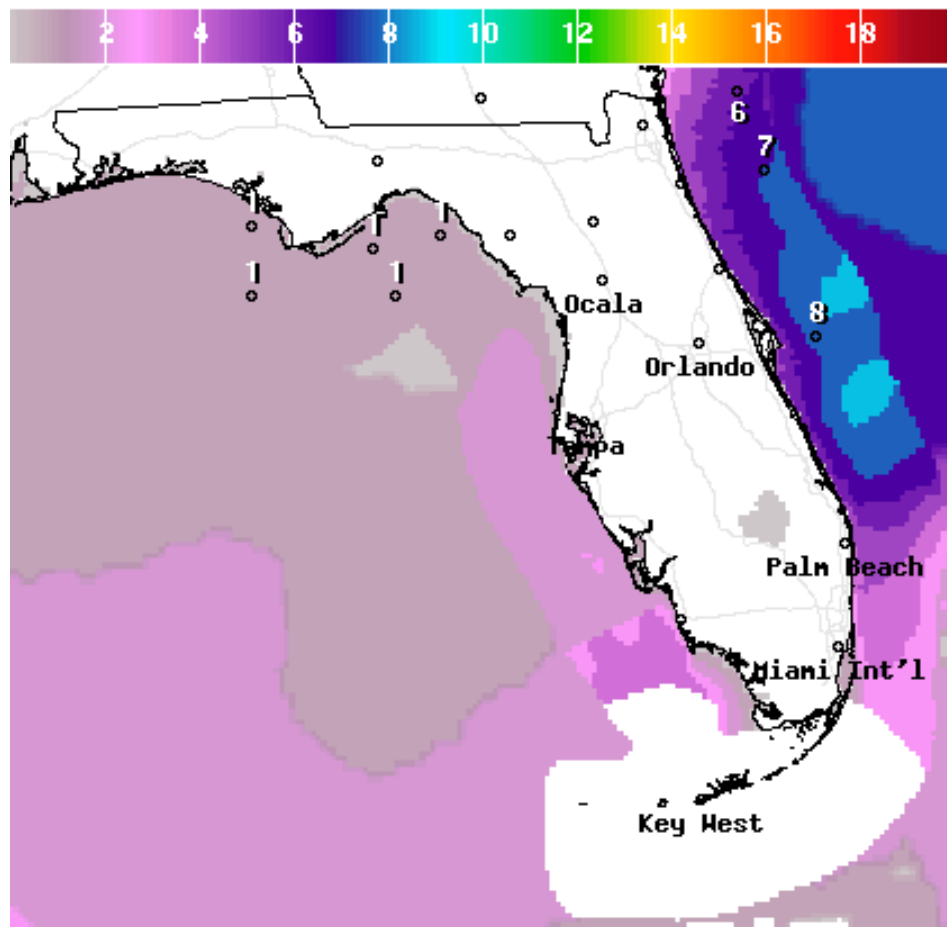 2 4 6 8 10 12 14 16 18
6
7
1 1 1
1 1
Ocala
8
Orlando
Tampa
Palm Beach
Miami Int'l
Key West